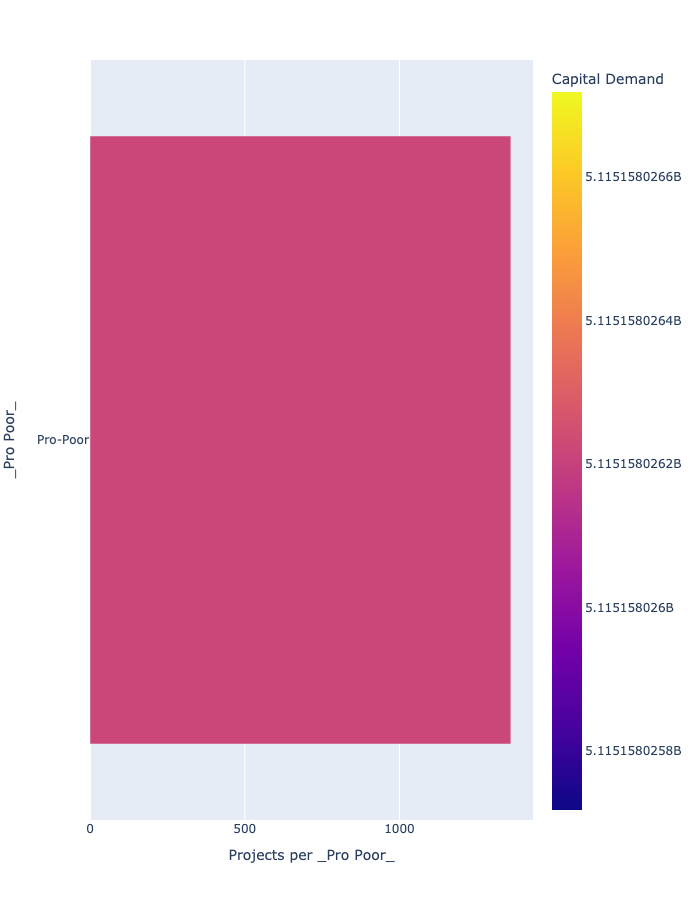 Capital Demand
5.1151580266B
5.1151580264B
5.1151580262B
5.115158026B
5.1151580258B
_Pro Poor_
Pro-Poor
0
500
1000
Projects per _Pro Poor_